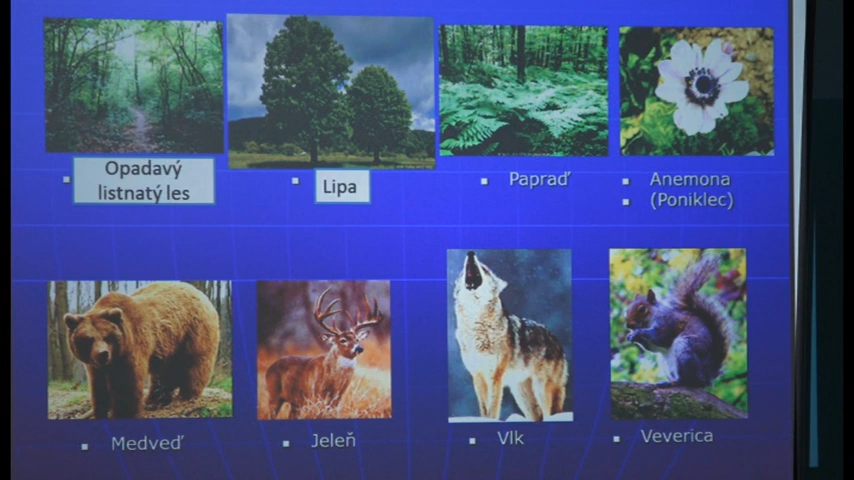 Opadavý
listnatý les
Lipa
Papraď
Anemona
(Poniklec)
Medveď
Jeleň
Vlk
Veverica